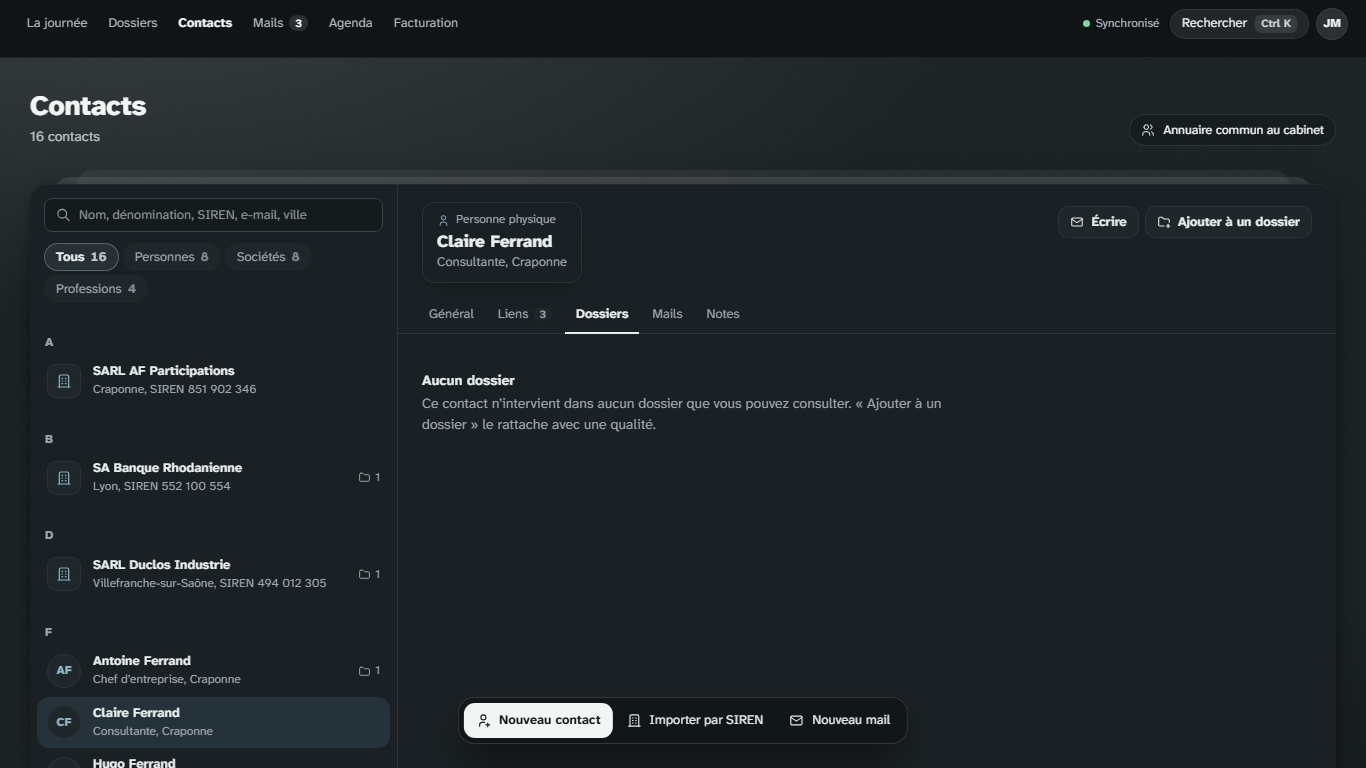 La journée
Dossiers
Contacts
Mails 3
Agenda
Facturation
Synchronisé
Rechercher Ctrl K
JM
Contacts
16 contacts
Annuaire commun au cabinet
Nom, dénomination, SIREN, e-mail, ville
Tous 16
Personnes 8
Sociétés 8
Professions 4
A
SARL AF Participations
Craponne, SIREN 851 902 346
B
SA Banque Rhodanienne
Lyon, SIREN 552 100 554
1
D
SARL Duclos Industrie
Villefranche-sur-Saône, SIREN 494 012 305
1
F
AF
Antoine Ferrand
Chef d'entreprise, Craponne
1
CF
Claire Ferrand
Consultante, Craponne
Hugo Ferrand
Personne physique
Claire Ferrand
Consultante, Craponne
Écrire
Ajouter à un dossier
Général
Liens 3
Dossiers
Mails
Notes
Aucun dossier
Ce contact n'intervient dans aucun dossier que vous pouvez consulter. « Ajouter à un
dossier » le rattache avec une qualité.
Nouveau contact
Importer par SIREN
Nouveau mail